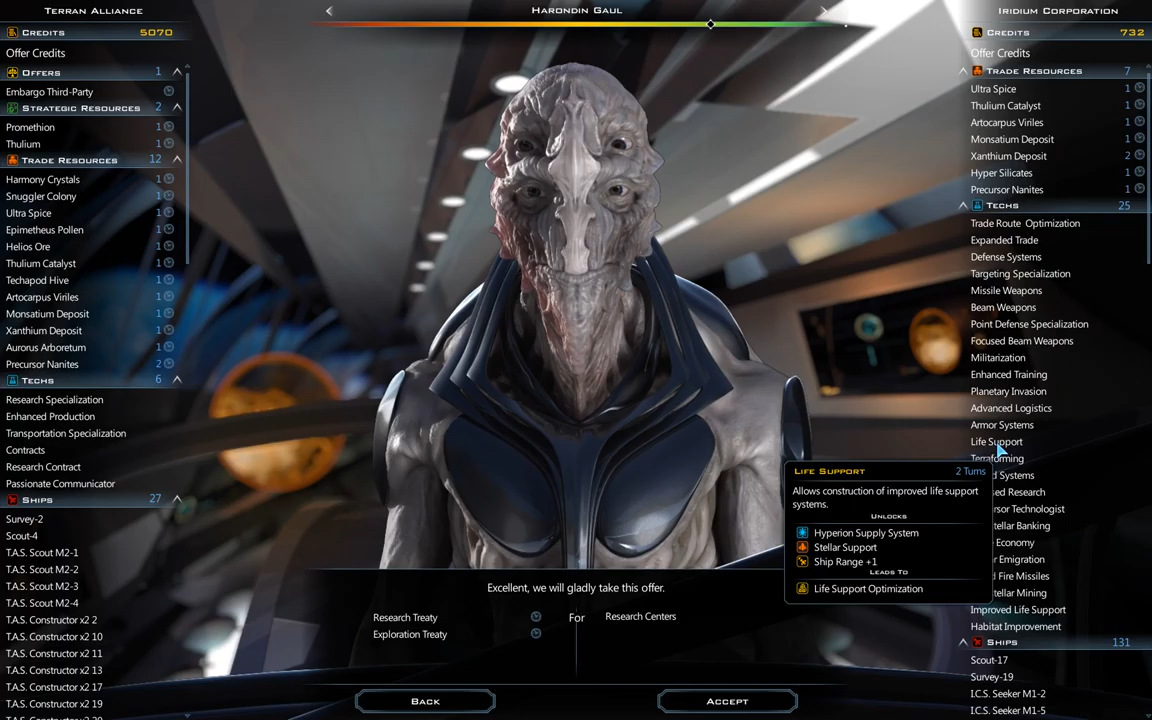 TERRAN ALLIANCE
CREDITS 5070
Offer Credits
OFFERS 1
Embargo Third-Party
STRATEGIC RESOURCES 2
Promethion 1
Thulium 1
TRADE RESOURCES 12
Harmony Crystals 1
Snuggler Colony 1
Ultra Spice 1
Epimetheus Pollen 1
Helios Ore 1
Thulium Catalyst 1
Techapod Hive 1
Artocarpus Viriles 1
Monsatium Deposit 1
Xanthium Deposit 1
Aurorus Arboretum 1
Precursor Nanites 2
TECHS 6
Research Specialization
Enhanced Production
Transportation Specialization
Contracts
Research Contract
Passionate Communicator
SHIPS 27
Survey-2
Scout-4
T.A.S. Scout M2-1
T.A.S. Scout M2-2
T.A.S. Scout M2-3
T.A.S. Scout M2-4
T.A.S. Constructor x2 2
T.A.S. Constructor x2 10
T.A.S. Constructor x2 11
T.A.S. Constructor x2 13
T.A.S. Constructor x2 17
T.A.S. Constructor x2 19
HARONDIN GAUL
Excellent, we will gladly take this offer.
Research Treaty
Exploration Treaty
For
Research Centers
BACK
ACCEPT
IRIDIUM CORPORATION
CREDITS 732
Offer Credits
TRADE RESOURCES 7
Ultra Spice 1
Thulium Catalyst 1
Artocarpus Viriles 1
Monsatium Deposit 1
Xanthium Deposit 2
Hyper Silicates 1
Precursor Nanites 1
TECHS 25
Trade Route Optimization
Expanded Trade
Defense Systems
Targeting Specialization
Missile Weapons
Beam Weapons
Point Defense Specialization
Focused Beam Weapons
Militarization
Enhanced Training
Planetary Invasion
Advanced Logistics
Armor Systems
Life Support
Terraforming
Systems
Research
Technologist
Banking
Economy
Emigration
Fire Missiles
Mining
Improved Life Support
Habitat Improvement
SHIPS 131
Scout-17
Survey-19
I.C.S. Seeker M1-2
I.C.S. Seeker M1-5
LIFE SUPPORT 2 Turns
Allows construction of improved life support
systems.
UNLOCKS
Hyperion Supply System
Stellar Support
Ship Range +1
LEADS TO
Life Support Optimization